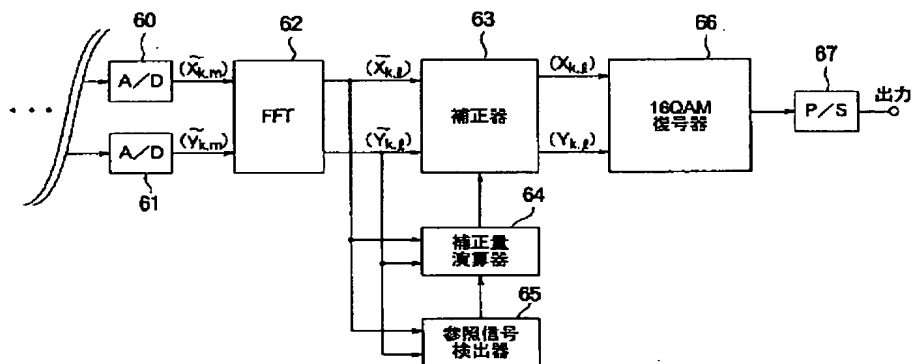 60
62
63
66
67
A/D
(X̃k,m)
FFT
(X̃k,ℓ)
補正器
(Xk,ℓ)
16QAM
復号器
P/S
出力
A/D
(Ỹk,m)
(Ỹk,ℓ)
(Yk,ℓ)
61
64
補正量
演算器
65
参照信号
検出器